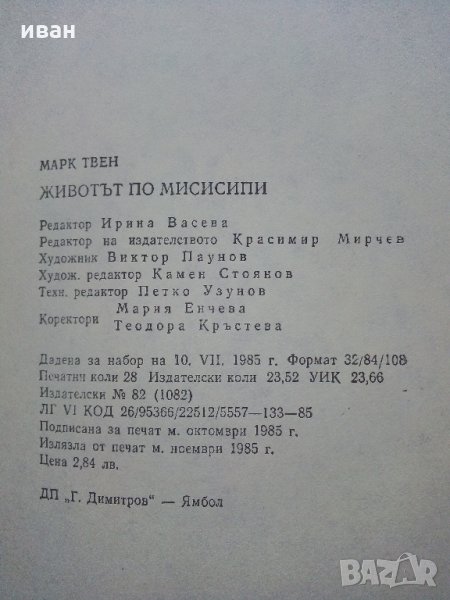 иван
МАРК ТВЕН
ЖИВОТЪТ ПО МИСИСИПИ
Редактор Ирина Васева
Редактор на издателството Красимир Мирчев
Художник Виктор Паунов
Худож. редактор Камен Стоянов
Техн. редактор Петко Узунов
Коректори Мария Енчева
Теодора Кръстева
Дадена за набор на 10. VII. 1985 г. Формат 32/84/108
Печатни коли 28 Издателски коли 23,52 УИК 23,66
Издателски № 82 (1082)
ЛГ VI КОД 26/95366/22512/5557—133—85
Подписана за печат м. октомври 1985 г.
Излязла от печат м. ноември 1985 г.
Цена 2,84 лв.
ДП „Г. Димитров“ — Ямбол
BAZAR
bg